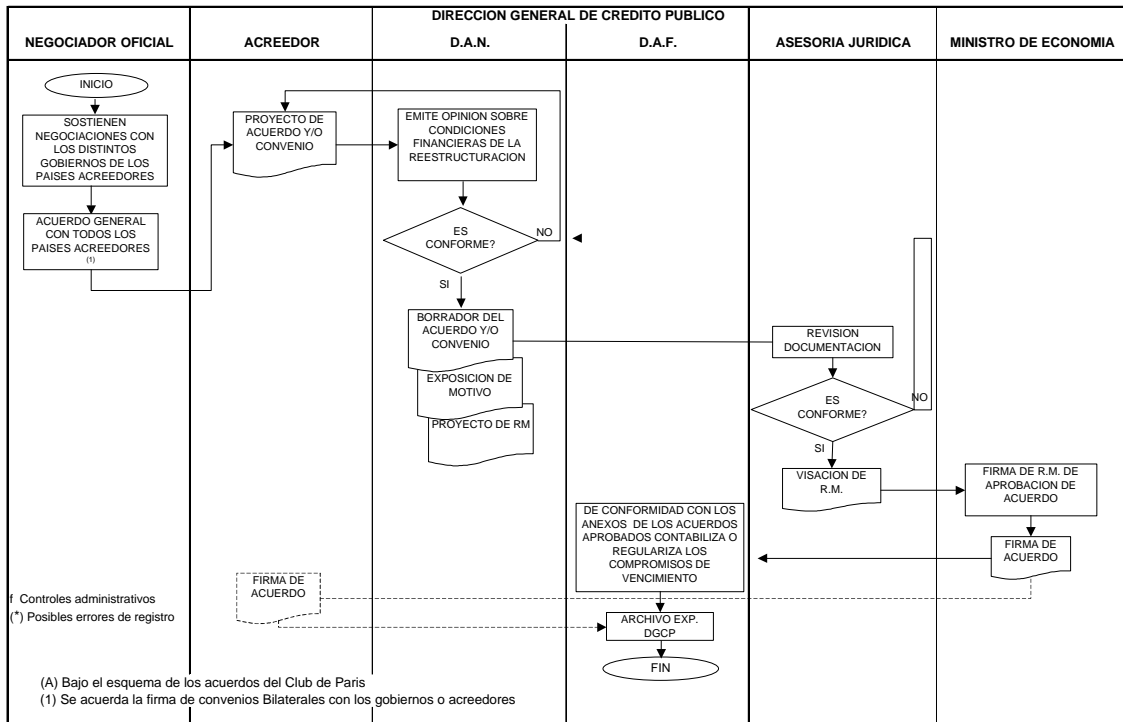 DIRECCION GENERAL DE CREDITO PUBLICO
NEGOCIADOR OFICIAL
ACREEDOR
D.A.N.
D.A.F.
ASESORIA JURIDICA
MINISTRO DE ECONOMIA
INICIO
SOSTIENEN
NEGOCIACIONES CON
LOS DISTINTOS
GOBIERNOS DE LOS
PAISES ACREEDORES
ACUERDO GENERAL
CON TODOS LOS
PAISES ACREEDORES
(1)
PROYECTO DE
ACUERDO Y/O
CONVENIO
EMITE OPINION SOBRE
CONDICIONES
FINANCIERAS DE LA
REESTRUCTURACION
ES
CONFORME?
NO
SI
BORRADOR DEL
ACUERDO Y/O
CONVENIO
EXPOSICION DE
MOTIVO
PROYECTO DE RM
REVISION
DOCUMENTACION
ES
CONFORME?
NO
SI
VISACION DE
R.M.
FIRMA DE R.M. DE
APROBACION DE
ACUERDO
FIRMA DE
ACUERDO
DE CONFORMIDAD CON LOS
ANEXOS DE LOS ACUERDOS
APROBADOS CONTABILIZA O
REGULARIZA LOS
COMPROMISOS DE
VENCIMIENTO
FIRMA DE
ACUERDO
ARCHIVO EXP.
DGCP
FIN
f Controles administrativos
(*) Posibles errores de registro
(A) Bajo el esquema de los acuerdos del Club de Paris
(1) Se acuerda la firma de convenios Bilaterales con los gobiernos o acreedores